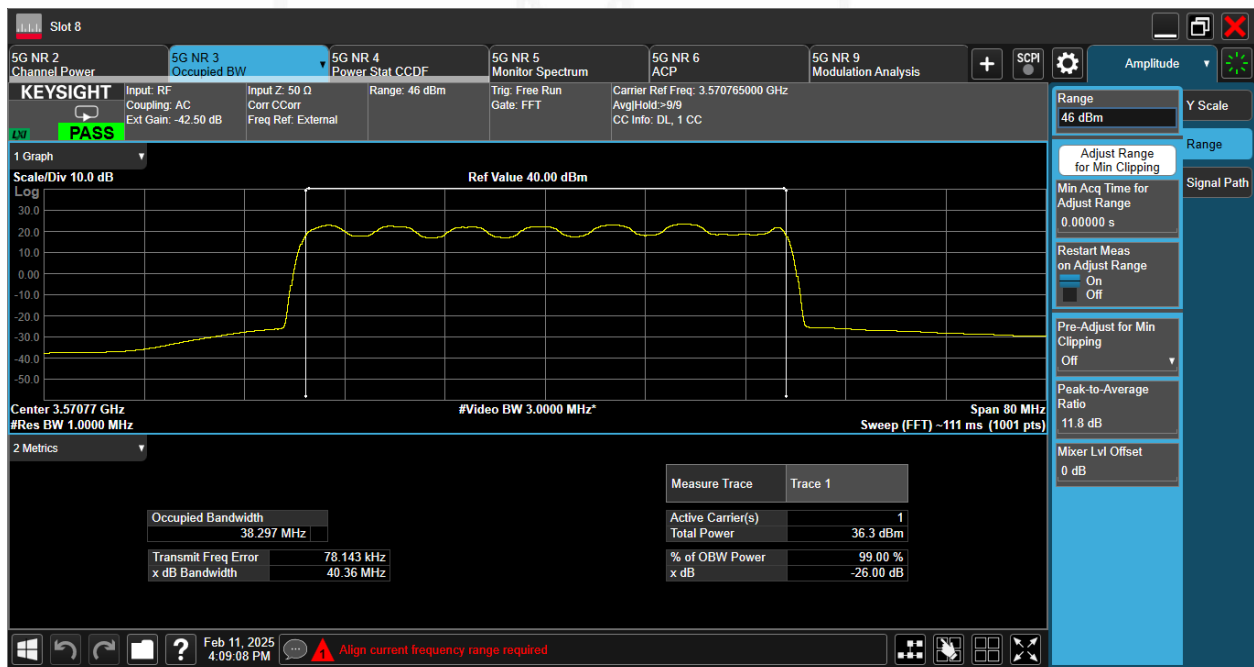 Slot 8
5G NR 2
Channel Power
5G NR 3
Occupied BW
5G NR 4
Power Stat CCDF
5G NR 5
Monitor Spectrum
5G NR 6
ACP
5G NR 9
Modulation Analysis
SCPI
Amplitude
KEYSIGHT
LXI
PASS
Input: RF
Coupling: AC
Ext Gain: -42.50 dB
Input Z: 50 Ω
Corr CCorr
Freq Ref: External
Range: 46 dBm
Trig: Free Run
Gate: FFT
Carrier Ref Freq: 3.570765000 GHz
Avg|Hold:>9/9
CC Info: DL, 1 CC
1 Graph
Scale/Div 10.0 dB
Ref Value 40.00 dBm
Log
30.0
20.0
10.0
0.00
-10.0
-20.0
-30.0
-40.0
-50.0
Center 3.57077 GHz
#Video BW 3.0000 MHz*
Span 80 MHz
#Res BW 1.0000 MHz
Sweep (FFT) ~111 ms (1001 pts)
2 Metrics
Measure Trace Trace 1
Occupied Bandwidth
38.297 MHz
Active Carrier(s) 1
Total Power 36.3 dBm
Transmit Freq Error 78.143 kHz
x dB Bandwidth 40.36 MHz
% of OBW Power 99.00 %
x dB -26.00 dB
Range
46 dBm
Adjust Range
for Min Clipping
Min Acq Time for
Adjust Range
0.00000 s
Restart Meas
on Adjust Range
On
Off
Pre-Adjust for Min
Clipping
Off
Peak-to-Average
Ratio
11.8 dB
Mixer Lvl Offset
0 dB
Y Scale
Range
Signal Path
?
Feb 11, 2025
4:09:08 PM
1
Align current frequency range required